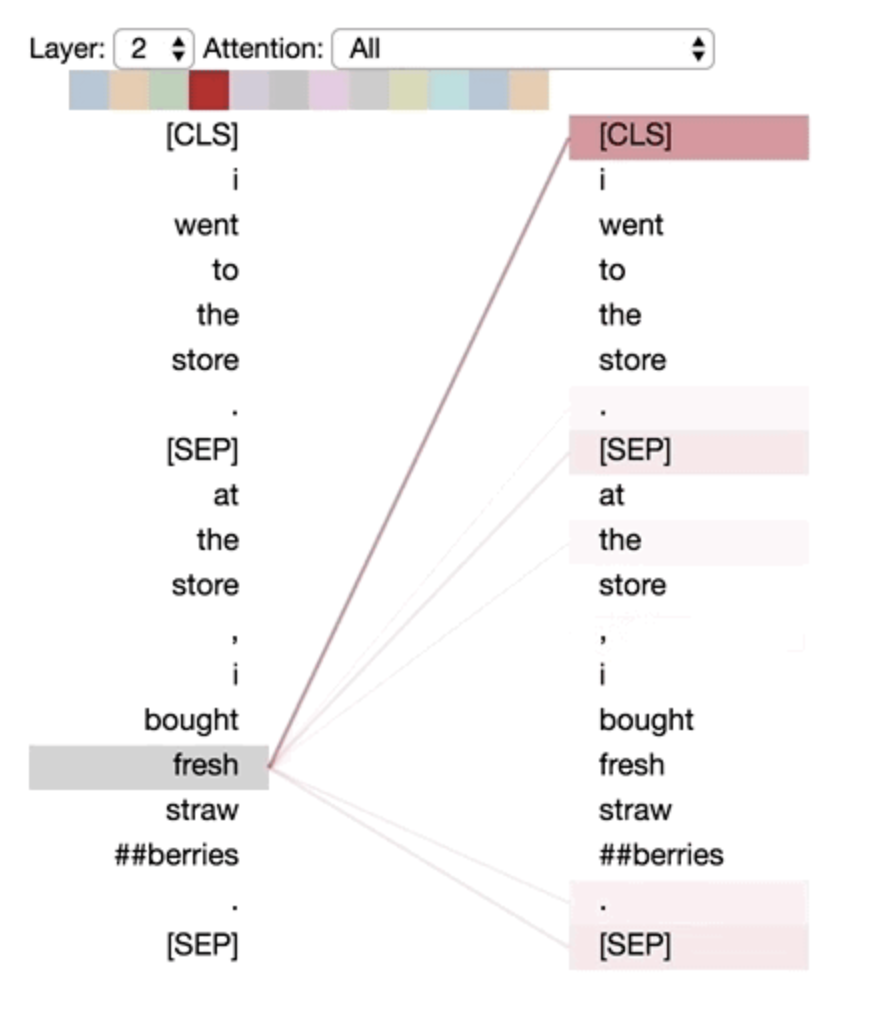 Layer: 2 Attention: All
[CLS] [CLS]
i i
went went
to to
the the
store store
. .
[SEP] [SEP]
at at
the the
store store
, ,
i i
bought bought
fresh fresh
straw straw
##berries ##berries
. .
[SEP] [SEP]